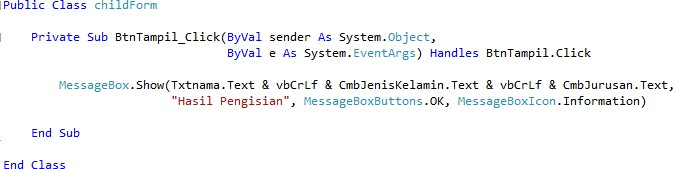 Public Class childForm
Private Sub BtnTampil_Click(ByVal sender As System.Object,
ByVal e As System.EventArgs) Handles BtnTampil.Click
MessageBox.Show(Txtnama.Text & vbCrLf & CmbJenisKelamin.Text & vbCrLf & CmbJurusan.Text,
"Hasil Pengisian", MessageBoxButtons.OK, MessageBoxIcon.Information)
End Sub
End Class